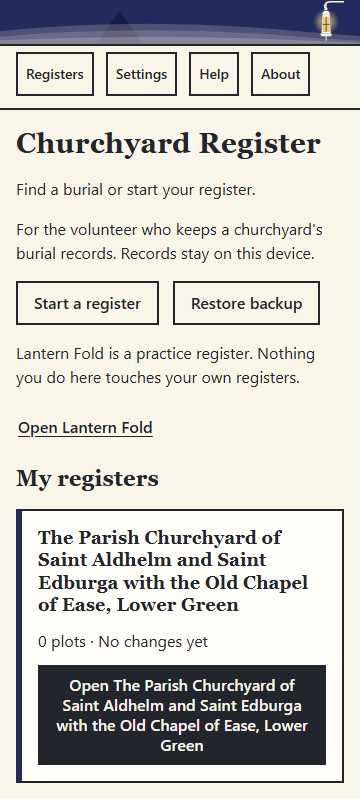 Registers
Settings
Help
About
Churchyard Register
Find a burial or start your register.
For the volunteer who keeps a churchyard's
burial records. Records stay on this device.
Start a register
Restore backup
Lantern Fold is a practice register. Nothing
you do here touches your own registers.
Open Lantern Fold
My registers
The Parish Churchyard of
Saint Aldhelm and Saint
Edburga with the Old Chapel
of Ease, Lower Green
0 plots · No changes yet
Open The Parish Churchyard of
Saint Aldhelm and Saint Edburga
with the Old Chapel of Ease, Lower
Green